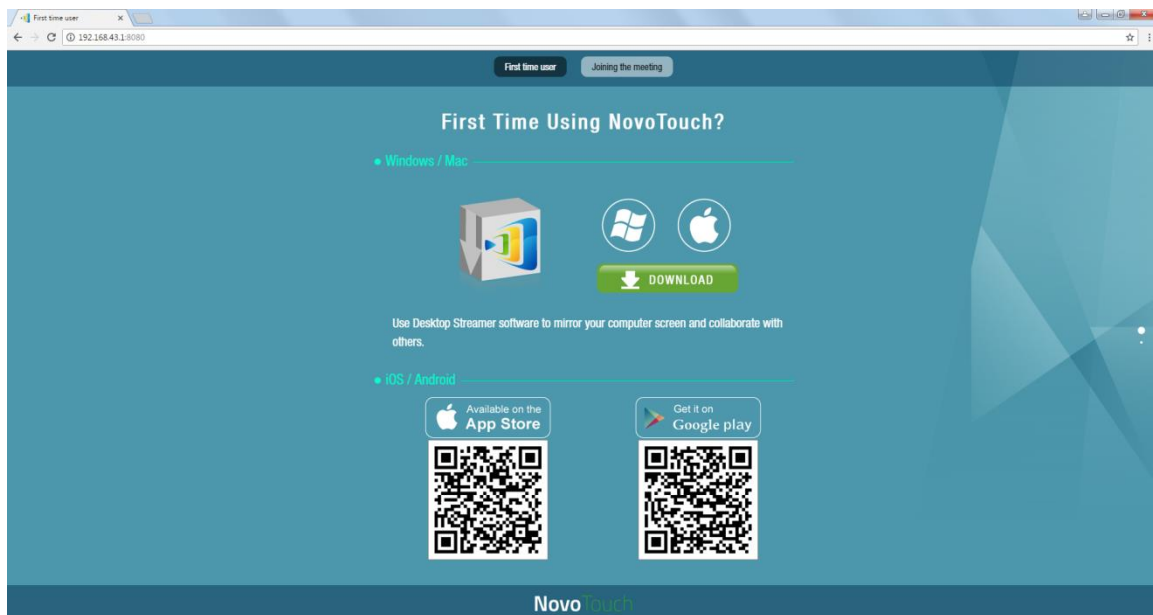 First time user
192.168.43.1:8080
First time user
Joining the meeting
First Time Using NovoTouch?
Windows / Mac
DOWNLOAD
Use Desktop Streamer software to mirror your computer screen and collaborate with
others.
iOS / Android
Available on the
App Store
Get it on
Google play
NovoTouch